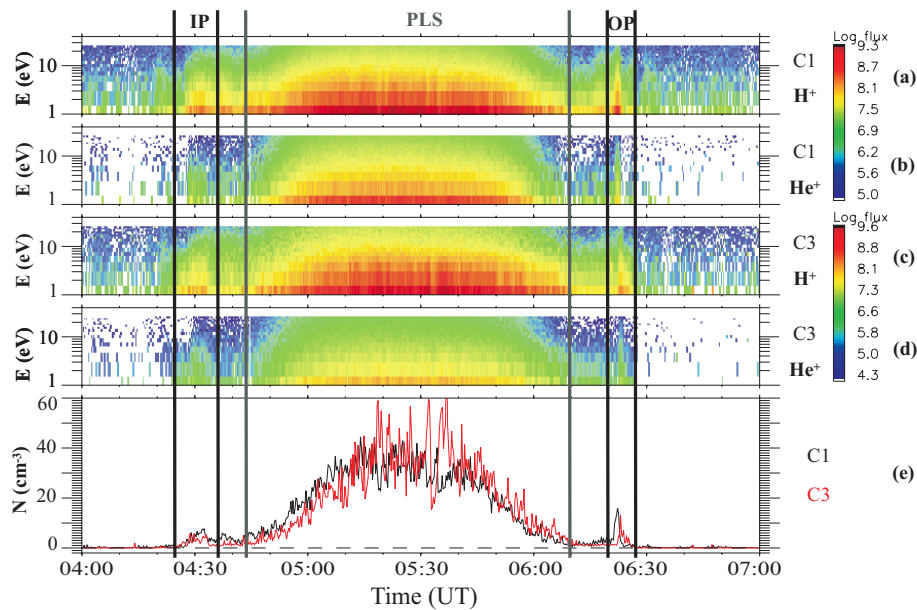 IP PLS OP
Log flux
E (eV) 10 1 C1 H⁺ 9.3 (a)
8.7
8.1
7.5
E (eV) 10 1 C1 He⁺ 6.9 (b)
6.2
5.6
5.0
Log flux
E (eV) 10 1 C3 H⁺ 9.6 (c)
8.8
8.1
7.3
E (eV) 10 1 C3 He⁺ 6.6 (d)
5.8
5.0
4.3
N (cm⁻³) 60 40 20 0 C1 C3 (e)
04:00 04:30 05:00 05:30 06:00 06:30 07:00
Time (UT)